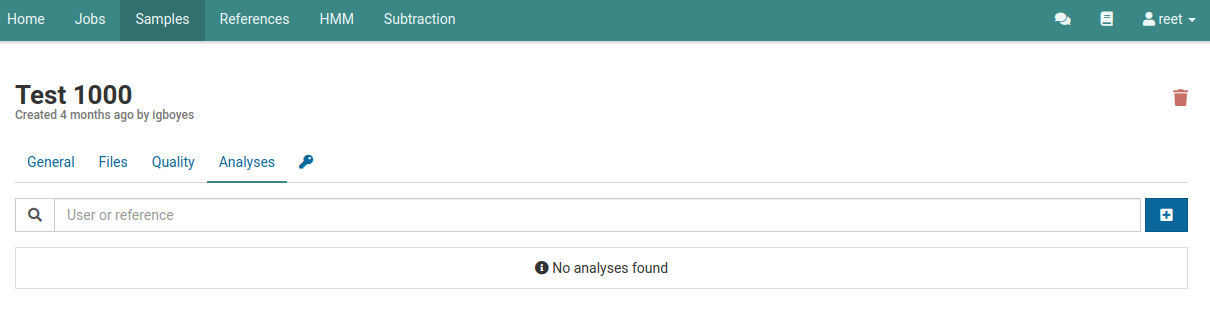 Home Jobs Samples References HMM Subtraction reet
Test 1000
Created 4 months ago by igboyes
General Files Quality Analyses
User or reference
No analyses found